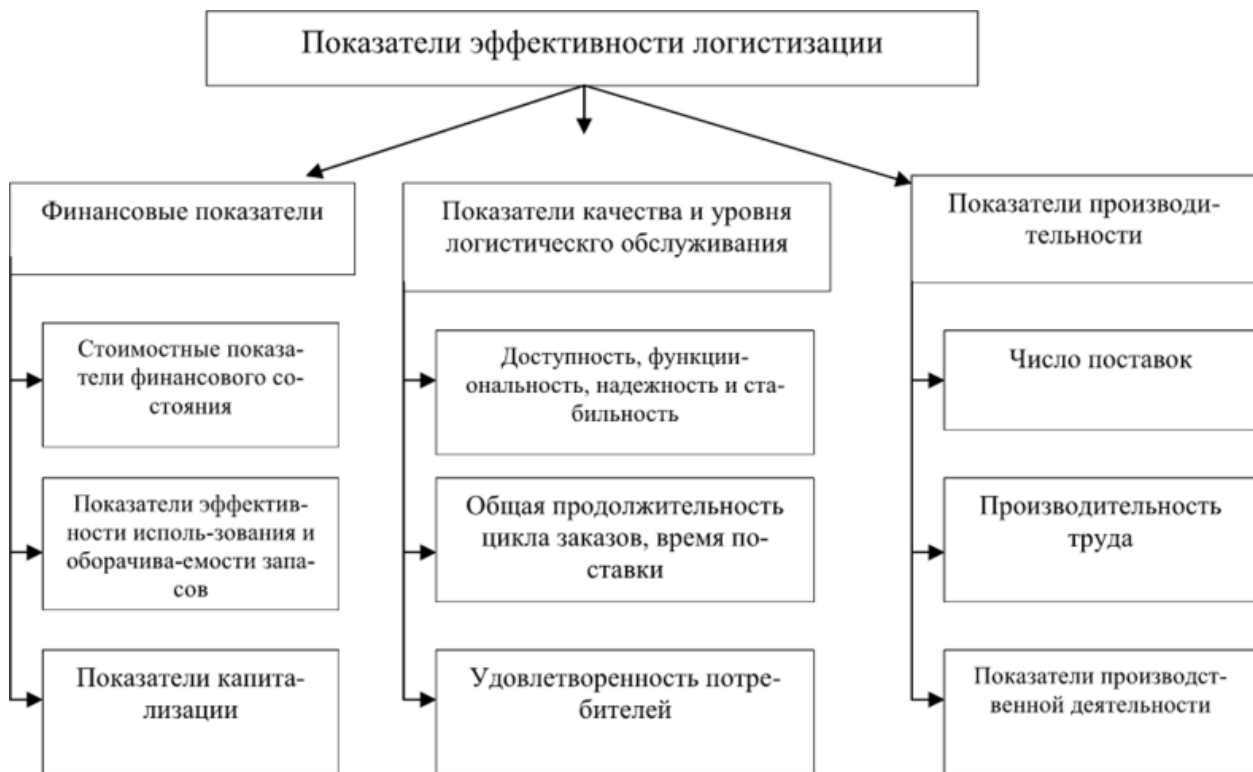 Показатели эффективности логистизации
Финансовые показатели
Стоимостные показа-
тели финансового со-
стояния
Показатели эффектив-
ности исполь-зования и
оборачива-емости запа-
сов
Показатели капита-
лизации
Показатели качества и уровня
логистическго обслуживания
Доступность, функци-
ональность, надежность и ста-
бильность
Общая продолжительность
цикла заказов, время по-
ставки
Удовлетворенность потре-
бителей
Показатели производи-
тельности
Число поставок
Производительность
труда
Показатели производст-
венной деятельности